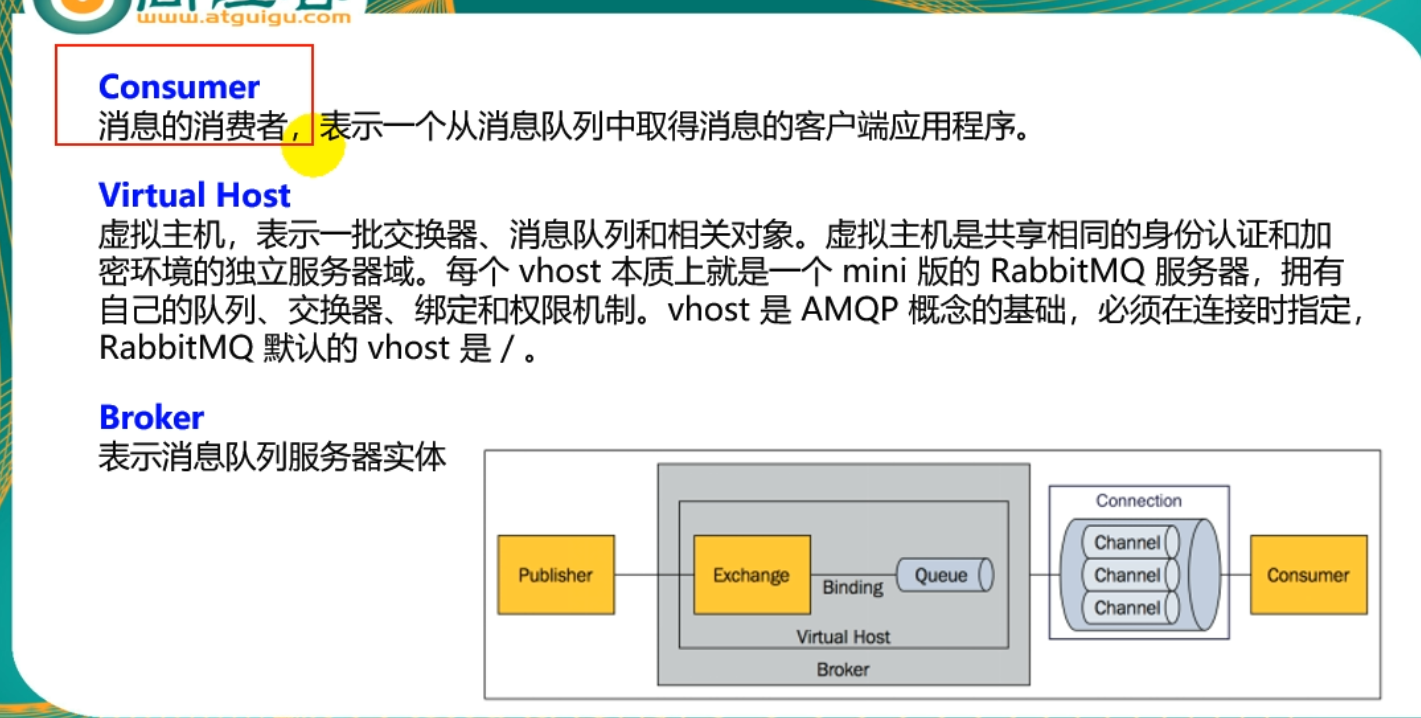 www.atguigu.com
Consumer
消息的消费者，表示一个从消息队列中取得消息的客户端应用程序。
Virtual Host
虚拟主机，表示一批交换器、消息队列和相关对象。虚拟主机是共享相同的身份认证和加
密环境的独立服务器域。每个 vhost 本质上就是一个 mini 版的 RabbitMQ 服务器，拥有
自己的队列、交换器、绑定和权限机制。vhost 是 AMQP 概念的基础，必须在连接时指定，
RabbitMQ 默认的 vhost 是 / 。
Broker
表示消息队列服务器实体
Publisher
Exchange
Binding
Queue
Virtual Host
Broker
Connection
Channel
Channel
Channel
Consumer